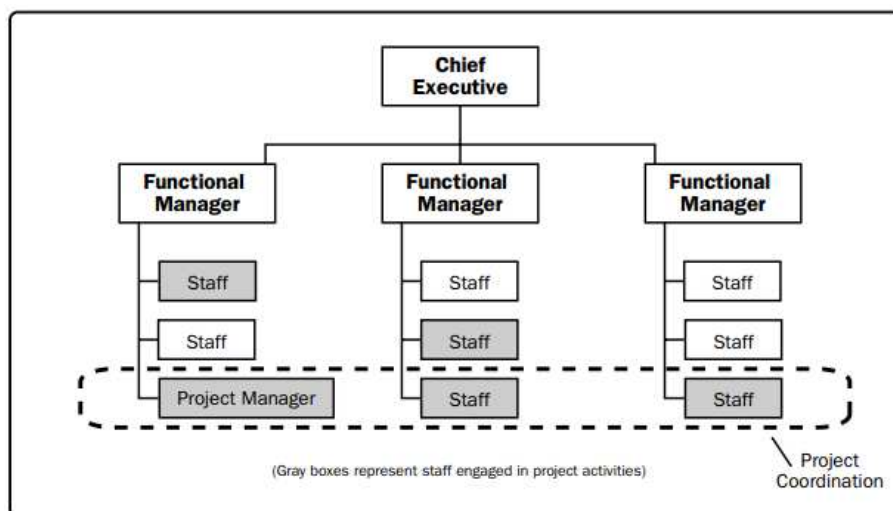 Chief
Executive
Functional
Manager
Functional
Manager
Functional
Manager
Staff
Staff
Staff
Staff
Staff
Staff
Project Manager
Staff
Staff
(Gray boxes represent staff engaged in project activities)
Project
Coordination